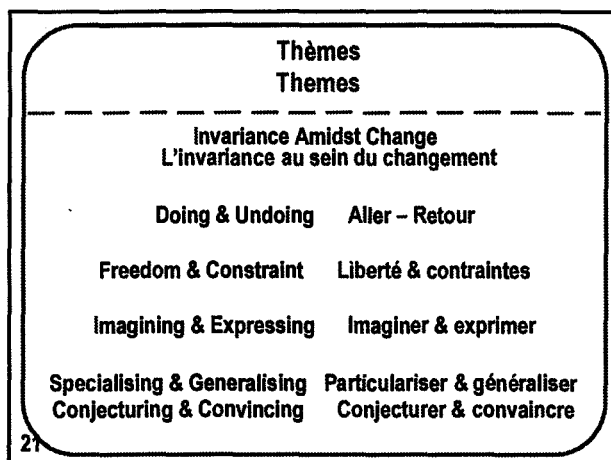 Thèmes
Themes
Invariance Amidst Change
L'invariance au sein du changement
Doing & Undoing Aller – Retour
Freedom & Constraint Liberté & contraintes
Imagining & Expressing Imaginer & exprimer
Specialising & Generalising Particulariser & généraliser
Conjecturing & Convincing Conjecturer & convaincre
21